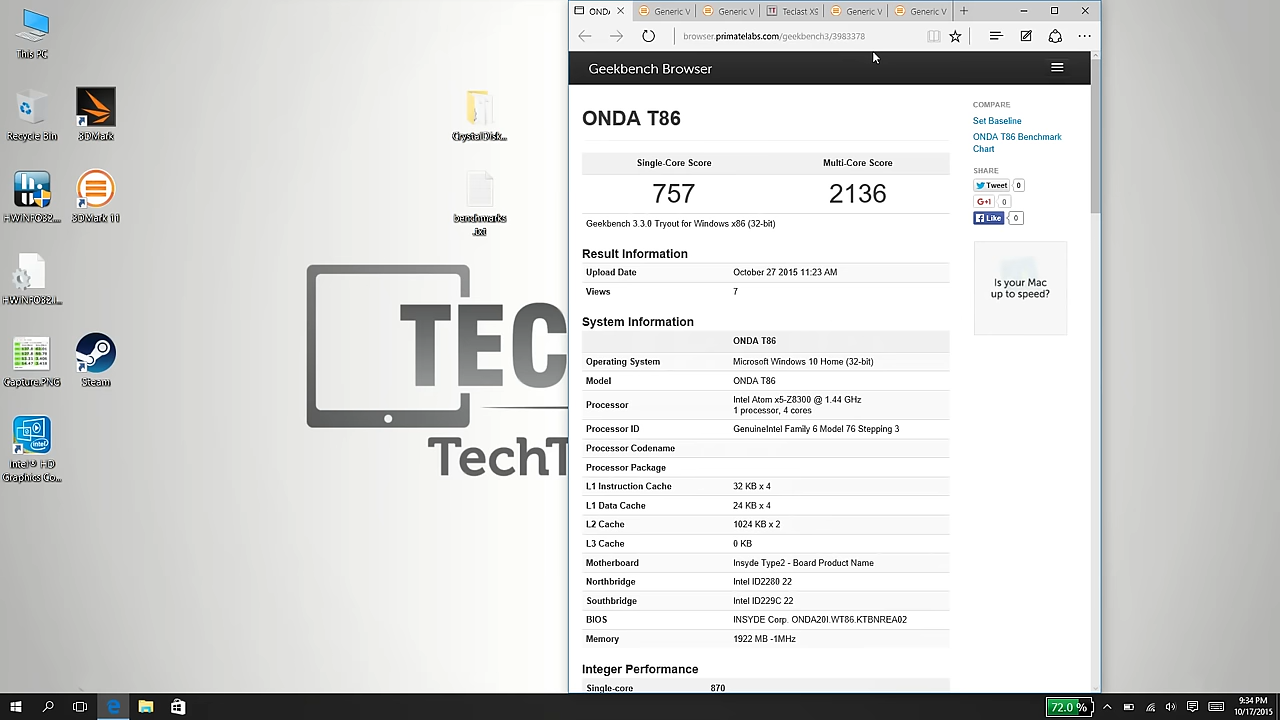 This PC
Recycle Bin
3DMark
HWiNFO32...
3DMark 11
HWiNFO32.I...
Capture.PNG
Steam
Intel® HD
Graphics Co...
CrystalDisk...
benchmarks
.txt
TEC
TechT
ONDA
Generic V
Generic V
Teclast X
Generic V
Generic V
browser.primatelabs.com/geekbench3/3983378
Geekbench Browser
ONDA T86
Single-Core Score
Multi-Core Score
757
2136
Geekbench 3.3.0 Tryout for Windows x86 (32-bit)
Result Information
Upload Date October 27 2015 11:23 AM
Views 7
System Information
ONDA T86
Operating System Microsoft Windows 10 Home (32-bit)
Model ONDA T86
Processor Intel Atom x5-Z8300 @ 1.44 GHz
1 processor, 4 cores
Processor ID GenuineIntel Family 6 Model 76 Stepping 3
Processor Codename
Processor Package
L1 Instruction Cache 32 KB x 4
L1 Data Cache 24 KB x 4
L2 Cache 1024 KB x 2
L3 Cache 0 KB
Motherboard Insyde Type2 - Board Product Name
Northbridge Intel ID2280 22
Southbridge Intel ID229C 22
BIOS INSYDE Corp. ONDA20I.WT86.KTBNREA02
Memory 1922 MB -1MHz
Integer Performance
Single-core 870
COMPARE
Set Baseline
ONDA T86 Benchmark
Chart
SHARE
Tweet 0
G+1 0
Like 0
Is your Mac
up to speed?
72.0 %
9:34 PM
10/17/2015